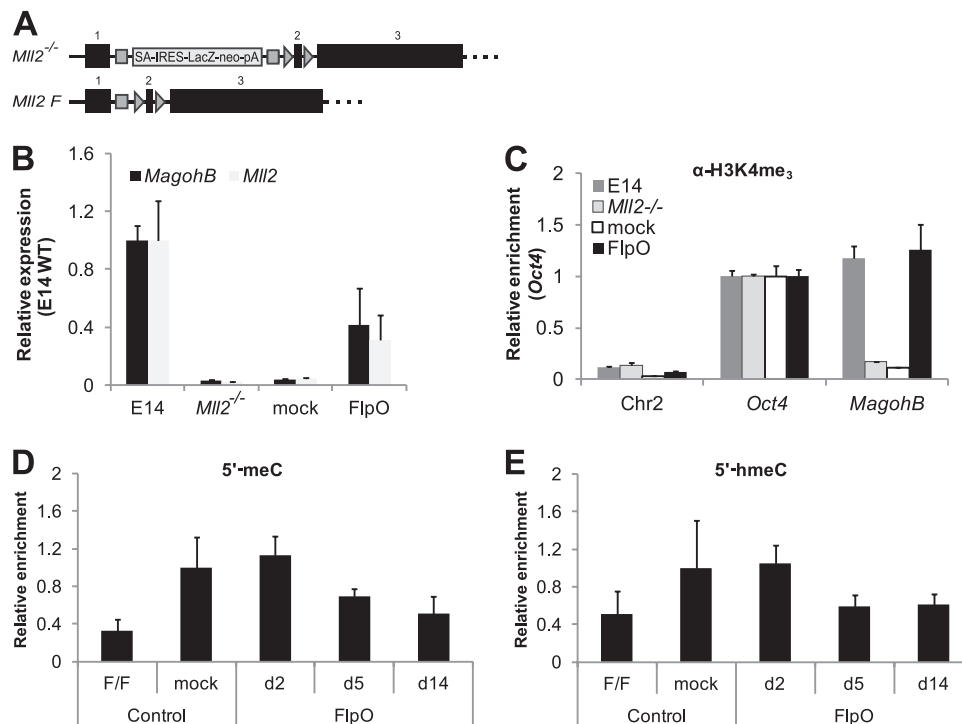 A
1 2 3
Mll2-/- SA-IRES-LacZ-neo-pA
1 2 3
Mll2 F
B
MagohB Mll2
Relative expression
(E14 WT)
1.6
1.2
0.8
0.4
0
E14 Mll2-/- mock FlpO
C
α-H3K4me3
E14
Mll2-/-
mock
FlpO
Relative enrichment
(Oct4)
2
1.5
1
0.5
0
Chr2 Oct4 MagohB
D
5'-meC
Relative enrichment
2
1.6
1.2
0.8
0.4
0
F/F mock d2 d5 d14
Control FlpO
E
5'-hmeC
Relative enrichment
2
1.6
1.2
0.8
0.4
0
F/F mock d2 d5 d14
Control FlpO